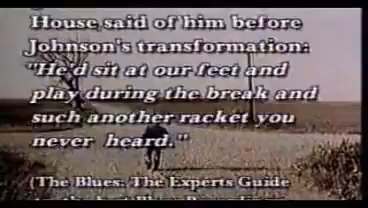 House said of him before
Johnson's transformation:
"He'd sit at our feet and
play during the break and
such another racket you
never heard."
(The Blues: The Experts Guide